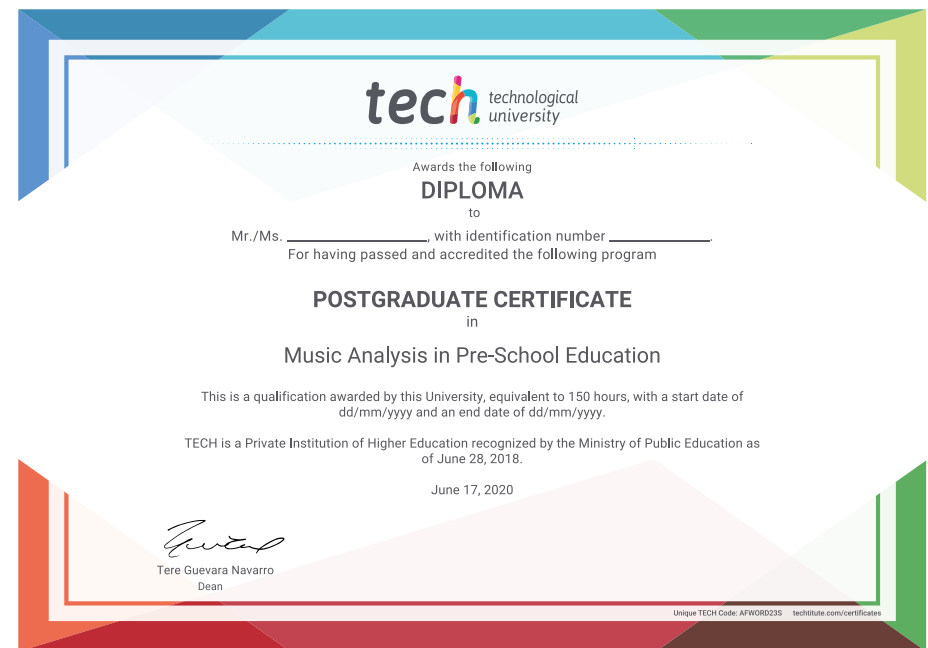 tech technological
university
Awards the following
DIPLOMA
to
Mr./Ms. ____________________, with identification number ______________.
For having passed and accredited the following program
POSTGRADUATE CERTIFICATE
in
Music Analysis in Pre-School Education
This is a qualification awarded by this University, equivalent to 150 hours, with a start date of
dd/mm/yyyy and an end date of dd/mm/yyyy.
TECH is a Private Institution of Higher Education recognized by the Ministry of Public Education as
of June 28, 2018.
June 17, 2020
Tere Guevara Navarro
Dean
Unique TECH Code: AFWORD23S techtitute.com/certificates